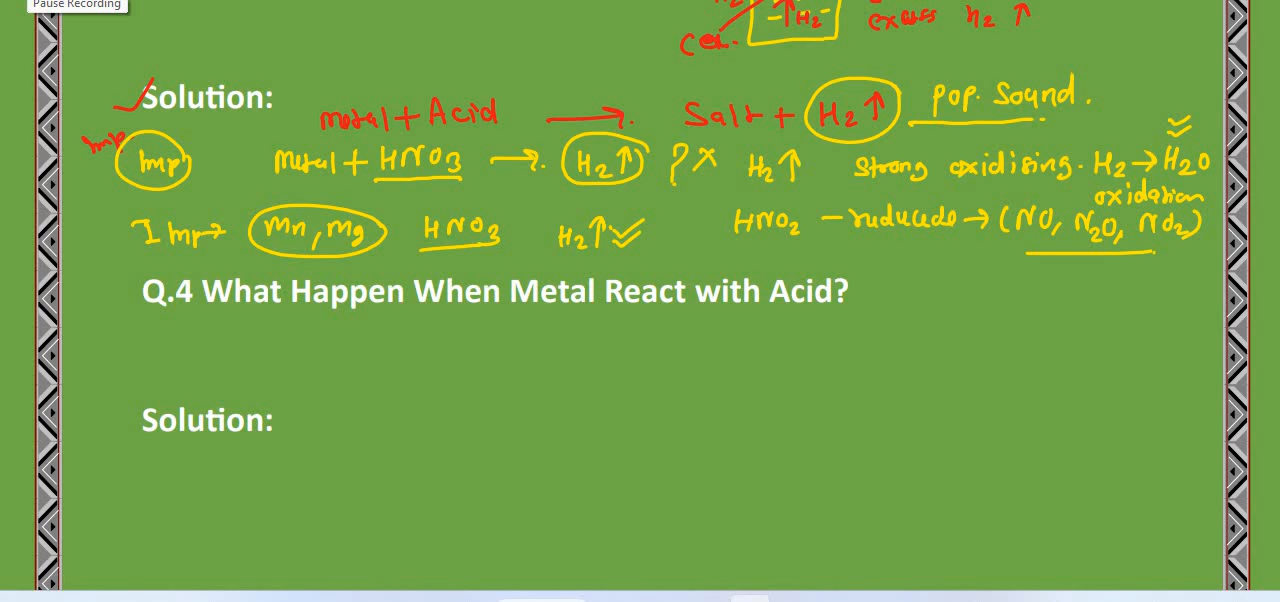 Pause Recording
H2
excess H2 ↑
Solution:
Metal + Acid → Salt + H2 ↑ Pop. Sound.
Imp
Imp Metal + HNO3 → H2 ↑ ? × H2 ↑ Strong oxidising. H2 → H2O
oxidation
Imp → Mn, Mg HNO3 H2 ↑ HNO2 – reduceds → (NO, N2O, NO2)
Q.4 What Happen When Metal React with Acid?
Solution: